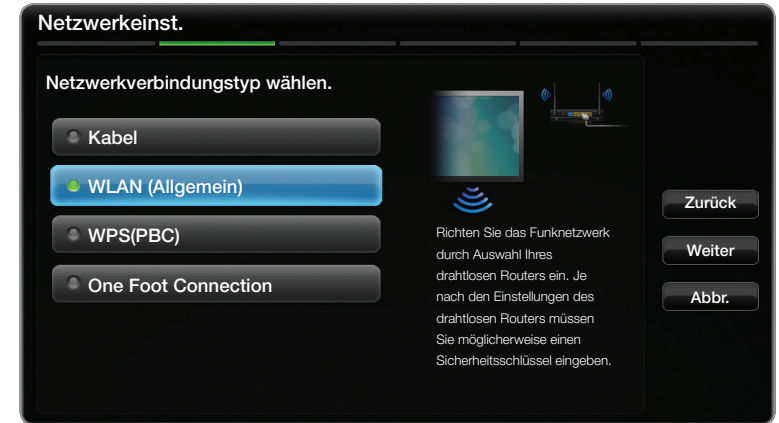 Netzwerkeinst.
Netzwerkverbindungstyp wählen.
Kabel
WLAN (Allgemein)
WPS(PBC)
One Foot Connection
Richten Sie das Funknetzwerk
durch Auswahl Ihres
drahtlosen Routers ein. Je
nach den Einstellungen des
drahtlosen Routers müssen
Sie möglicherweise einen
Sicherheitsschlüssel eingeben.
Zurück
Weiter
Abbr.